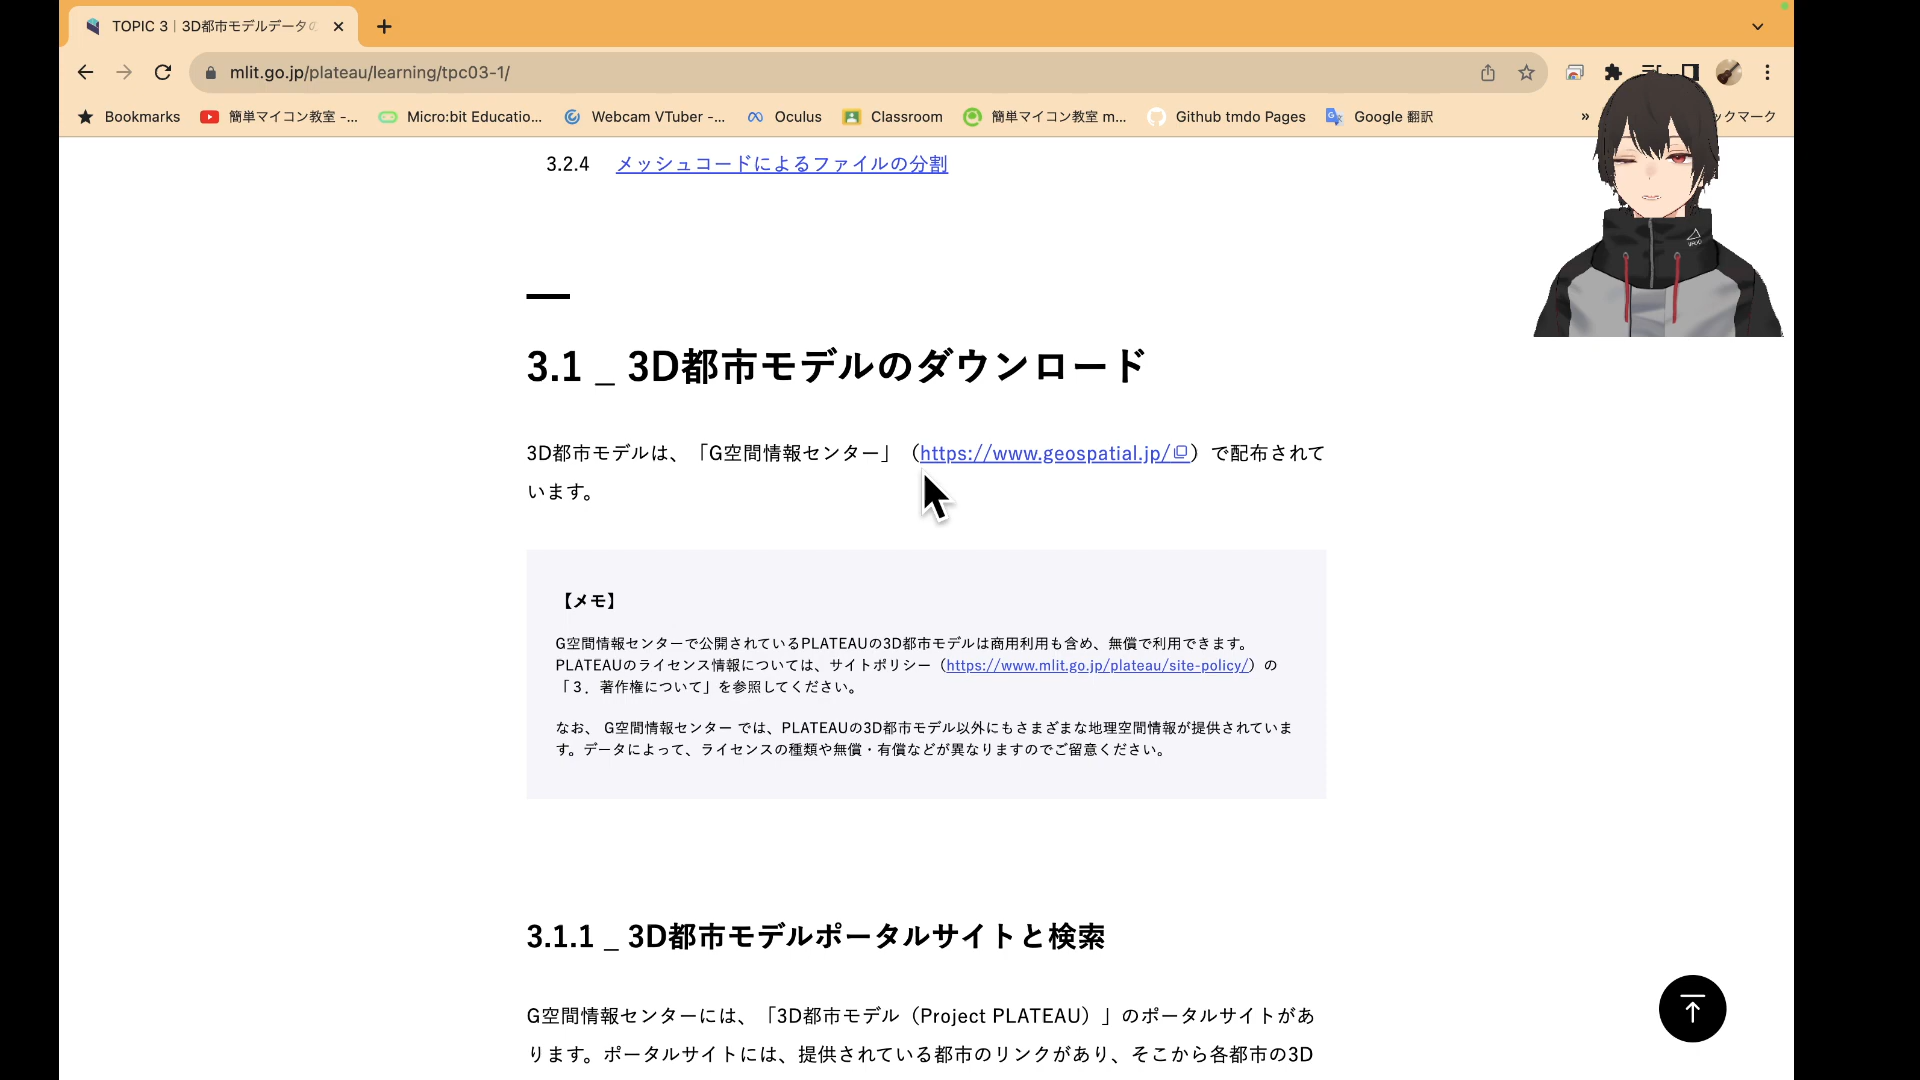 TOPIC 3｜3D都市モデルデータの
mlit.go.jp/plateau/learning/tpc03-1/
Bookmarks 簡単マイコン教室 -... Micro:bit Educatio... Webcam VTuber -... Oculus Classroom 簡単マイコン教室 m... Github tmdo Pages Google 翻訳 » ックマーク
3.2.4 メッシュコードによるファイルの分割
3.1 _ 3D都市モデルのダウンロード
3D都市モデルは、「G空間情報センター」（https://www.geospatial.jp/）で配布されて
います。
【メモ】
G空間情報センターで公開されているPLATEAUの3D都市モデルは商用利用も含め、無償で利用できます。
PLATEAUのライセンス情報については、サイトポリシー（https://www.mlit.go.jp/plateau/site-policy/）の
「３．著作権について」を参照してください。
なお、 G空間情報センター では、PLATEAUの3D都市モデル以外にもさまざまな地理空間情報が提供されていま
す。データによって、ライセンスの種類や無償・有償などが異なりますのでご留意ください。
3.1.1 _ 3D都市モデルポータルサイトと検索
G空間情報センターには、「3D都市モデル（Project PLATEAU）」のポータルサイトがあ
ります。ポータルサイトには、提供されている都市のリンクがあり、そこから各都市の3D